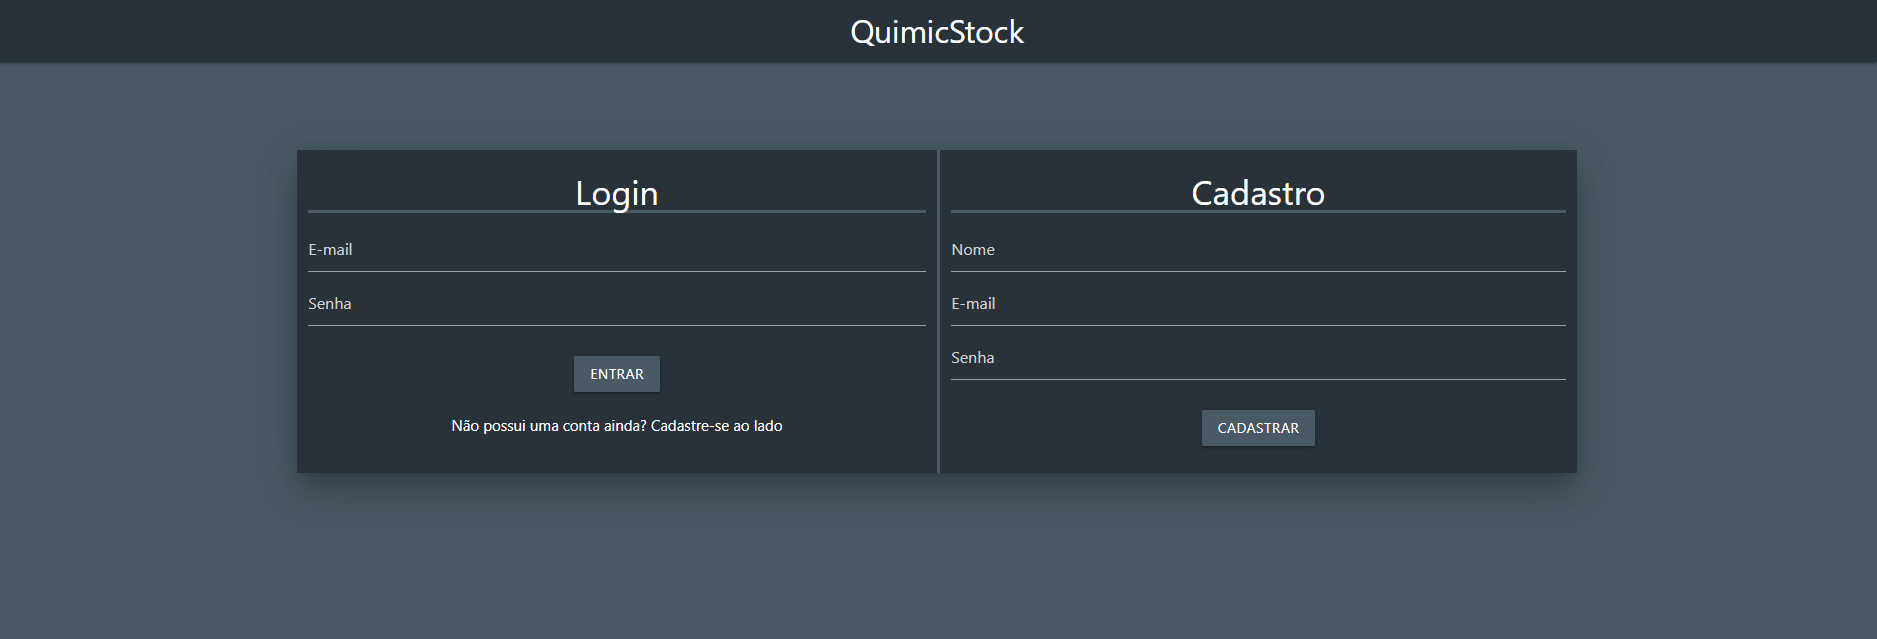 QuimicStock
Login
E-mail
Senha
ENTRAR
Não possui uma conta ainda? Cadastre-se ao lado
Cadastro
Nome
E-mail
Senha
CADASTRAR